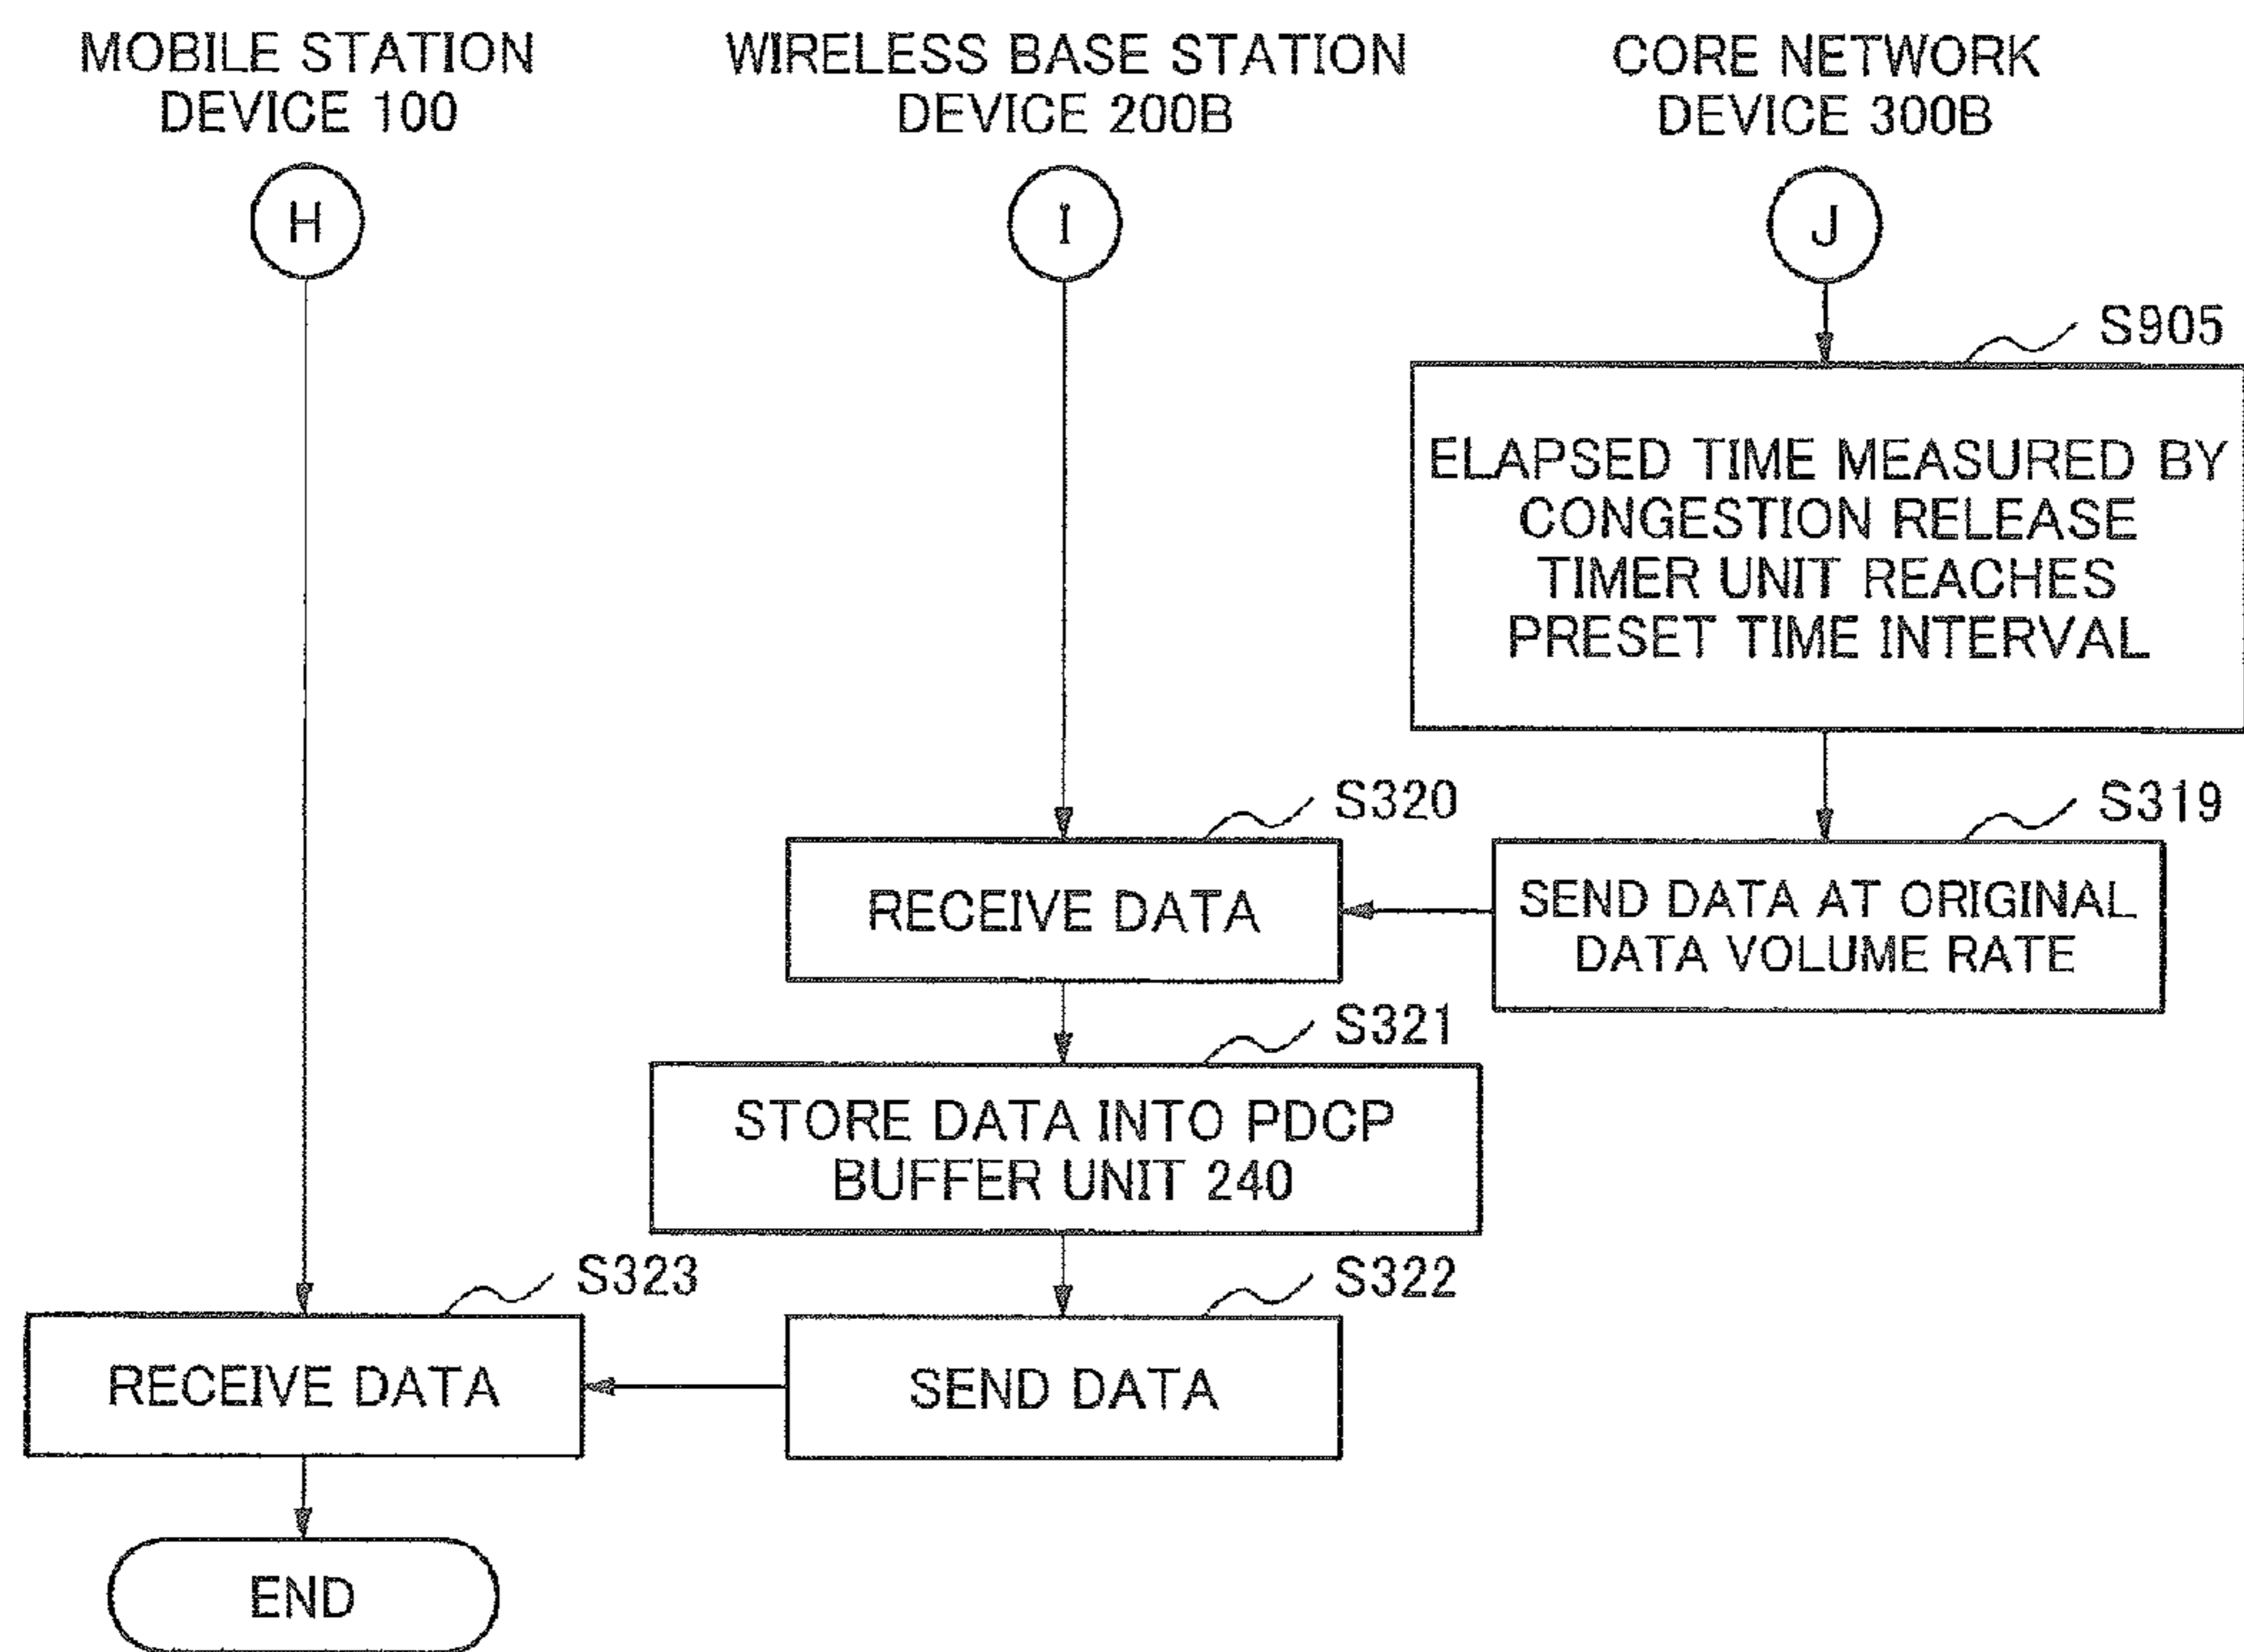 MOBILE STATION
DEVICE 100
WIRELESS BASE STATION
DEVICE 200B
CORE NETWORK
DEVICE 300B
H
I
J
S905
ELAPSED TIME MEASURED BY
CONGESTION RELEASE
TIMER UNIT REACHES
PRESET TIME INTERVAL
S320
RECEIVE DATA
S319
SEND DATA AT ORIGINAL
DATA VOLUME RATE
S321
STORE DATA INTO PDCP
BUFFER UNIT 240
S323
RECEIVE DATA
S322
SEND DATA
END